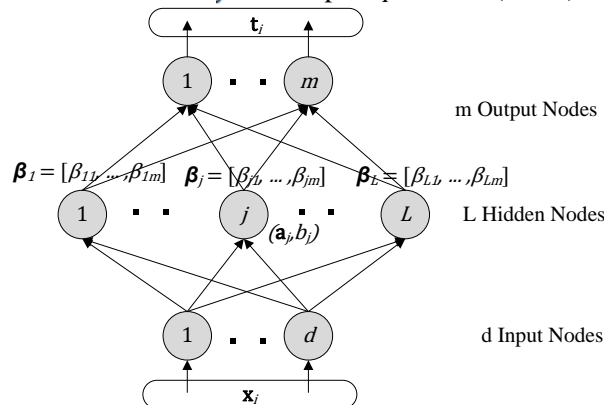 t_i
1 m
m Output Nodes
β_1 = [β_11, ... ,β_1m] β_j = [β_j1, ... ,β_jm] β_L = [β_L1, ... ,β_Lm]
1 j L
L Hidden Nodes
(a_j,b_j)
1 d
d Input Nodes
x_i